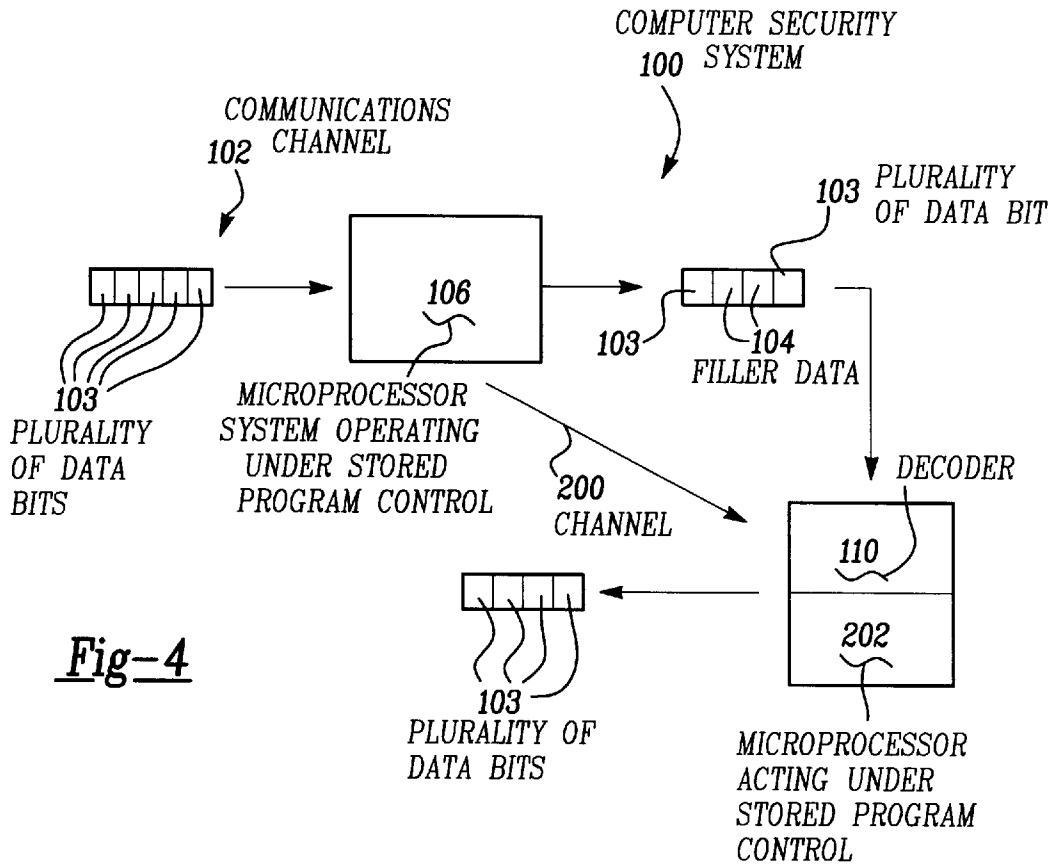 COMPUTER SECURITY
100 SYSTEM
COMMUNICATIONS
CHANNEL
102
103 PLURALITY
OF DATA BIT
106
103
104
FILLER DATA
103
PLURALITY
OF DATA
BITS
MICROPROCESSOR
SYSTEM OPERATING
UNDER STORED
PROGRAM CONTROL
200
CHANNEL
DECODER
110
202
Fig-4
103
PLURALITY OF
DATA BITS
MICROPROCESSOR
ACTING UNDER
STORED PROGRAM
CONTROL